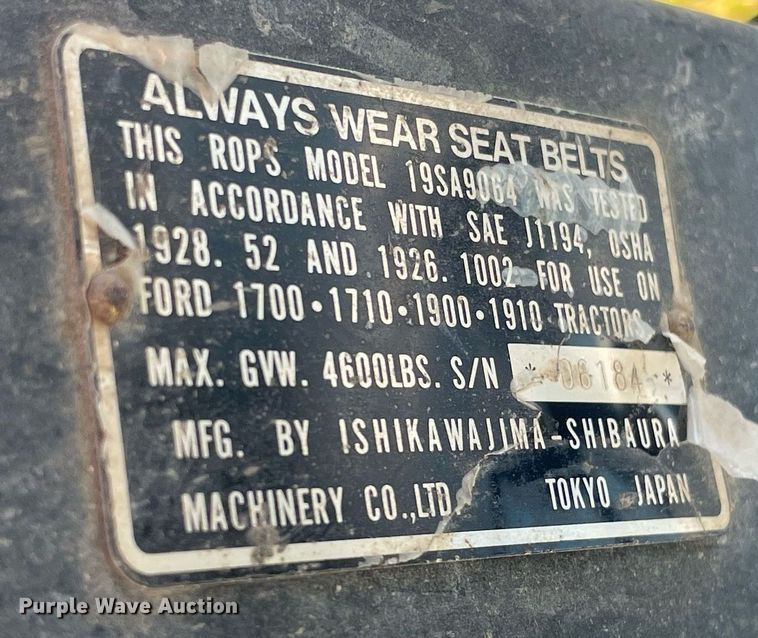 ALWAYS WEAR SEAT BELTS
THIS ROPS MODEL 19SA9064 WAS TESTED
IN ACCORDANCE WITH SAE J1194, OSHA
1928. 52 AND 1926. 1002 FOR USE ON
FORD 1700•1710•1900•1910 TRACTORS
MAX. GVW. 4600LBS. S/N * 06184 *
MFG. BY ISHIKAWAJIMA-SHIBAURA
MACHINERY CO.,LTD TOKYO JAPAN
Purple Wave Auction